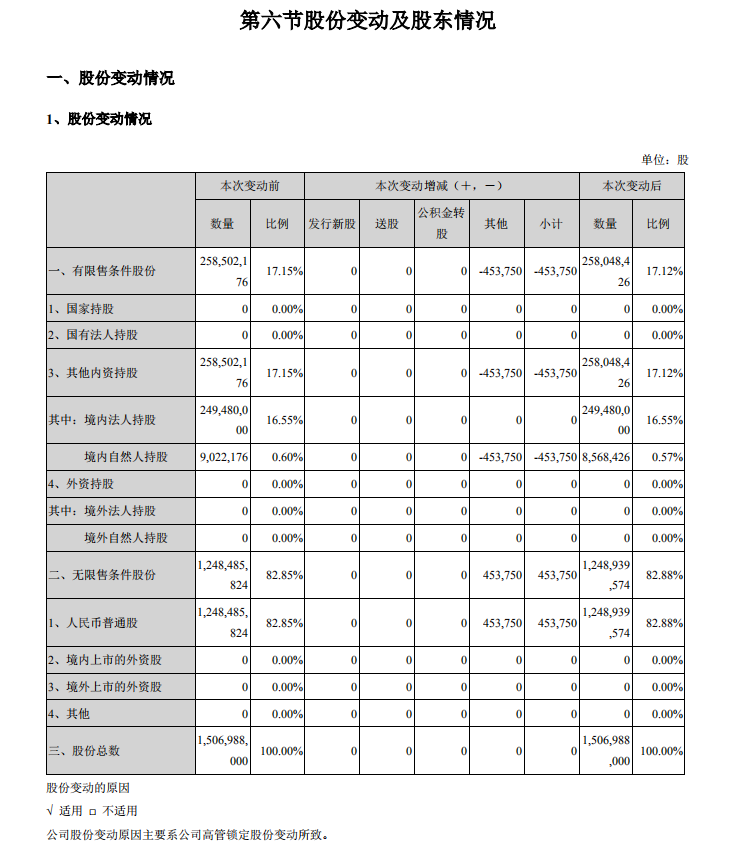 第六节股份变动及股东情况
一、股份变动情况
1、股份变动情况
单位：股
本次变动前 本次变动增减（＋，－） 本次变动后
数量 比例 发行新股 送股 公积金转股 其他 小计 数量 比例
一、有限售条件股份 258,502,176 17.15% 0 0 0 -453,750 -453,750 258,048,426 17.12%
1、国家持股 0 0.00% 0 0 0 0 0 0 0.00%
2、国有法人持股 0 0.00% 0 0 0 0 0 0 0.00%
3、其他内资持股 258,502,176 17.15% 0 0 0 -453,750 -453,750 258,048,426 17.12%
其中：境内法人持股 249,480,000 16.55% 0 0 0 0 0 249,480,000 16.55%
境内自然人持股 9,022,176 0.60% 0 0 0 -453,750 -453,750 8,568,426 0.57%
4、外资持股 0 0.00% 0 0 0 0 0 0 0.00%
其中：境外法人持股 0 0.00% 0 0 0 0 0 0 0.00%
境外自然人持股 0 0.00% 0 0 0 0 0 0 0.00%
二、无限售条件股份 1,248,485,824 82.85% 0 0 0 453,750 453,750 1,248,939,574 82.88%
1、人民币普通股 1,248,485,824 82.85% 0 0 0 453,750 453,750 1,248,939,574 82.88%
2、境内上市的外资股 0 0.00% 0 0 0 0 0 0 0.00%
3、境外上市的外资股 0 0.00% 0 0 0 0 0 0 0.00%
4、其他 0 0.00% 0 0 0 0 0 0 0.00%
三、股份总数 1,506,988,000 100.00% 0 0 0 0 0 1,506,988,000 100.00%
股份变动的原因
√ 适用 □ 不适用
公司股份变动原因主要系公司高管锁定股份变动所致。